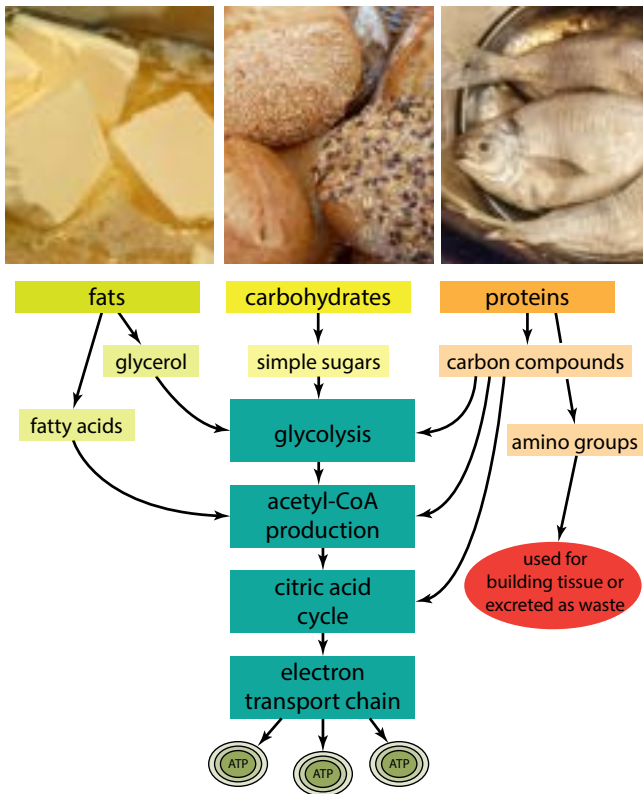 fats
carbohydrates
proteins
glycerol
simple sugars
carbon compounds
fatty acids
glycolysis
amino groups
acetyl-CoA
production
used for
building tissue or
excreted as waste
citric acid
cycle
electron
transport chain
ATP
ATP
ATP